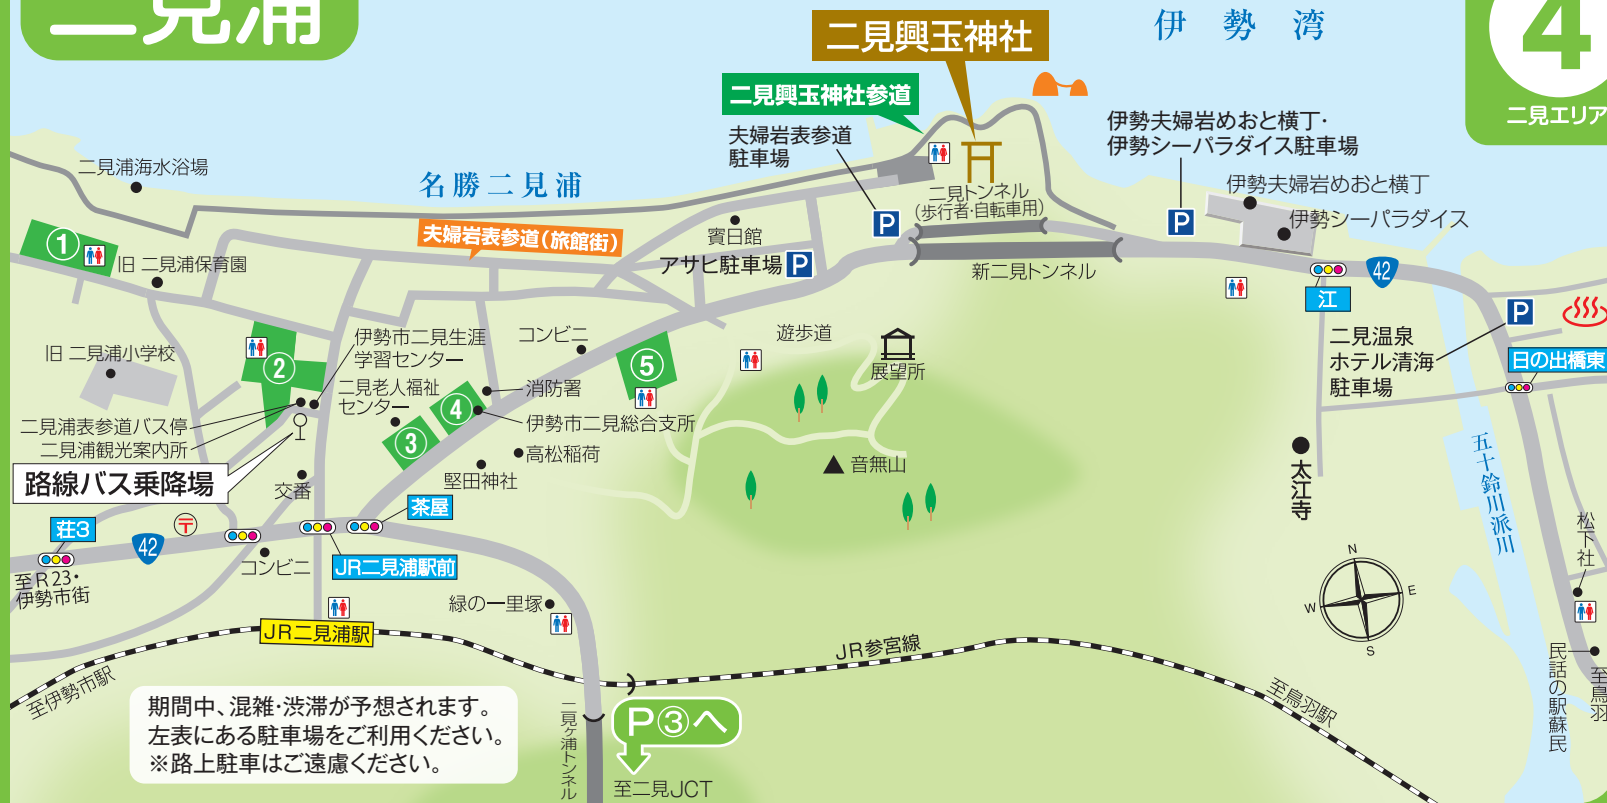 二見浦
伊勢湾
4
二見エリア
二見興玉神社
二見興玉神社参道
夫婦岩表参道
駐車場
P
伊勢夫婦岩めおと横丁・
伊勢シーパラダイス駐車場
P
伊勢夫婦岩めおと横丁
伊勢シーパラダイス
二見浦海水浴場
名勝二見浦
夫婦岩表参道(旅館街)
賓日館
アサヒ駐車場
P
二見トンネル
(歩行者・自転車用)
新二見トンネル
江
42
①
旧 二見浦保育園
旧 二見浦小学校
②
伊勢市二見生涯
学習センター
二見老人福祉
センター
コンビニ
⑤
遊歩道
展望所
二見温泉
ホテル清海
駐車場
P
日の出橋東
消防署
④
伊勢市二見総合支所
③
高松稲荷
堅田神社
音無山
太江寺
五十鈴川派川
二見浦表参道バス停
二見浦観光案内所
路線バス乗降場
交番
茶屋
荘3
42
〒
コンビニ
JR二見浦駅前
至R23・
伊勢市街
緑の一里塚
JR二見浦駅
JR参宮線
至伊勢市駅
至鳥羽駅
N
E
S
W
松下社
民話の駅蘇民
至鳥羽
期間中、混雑・渋滞が予想されます。
左表にある駐車場をご利用ください。
※路上駐車はご遠慮ください。
二見ヶ浦トンネル
P③へ
至二見JCT